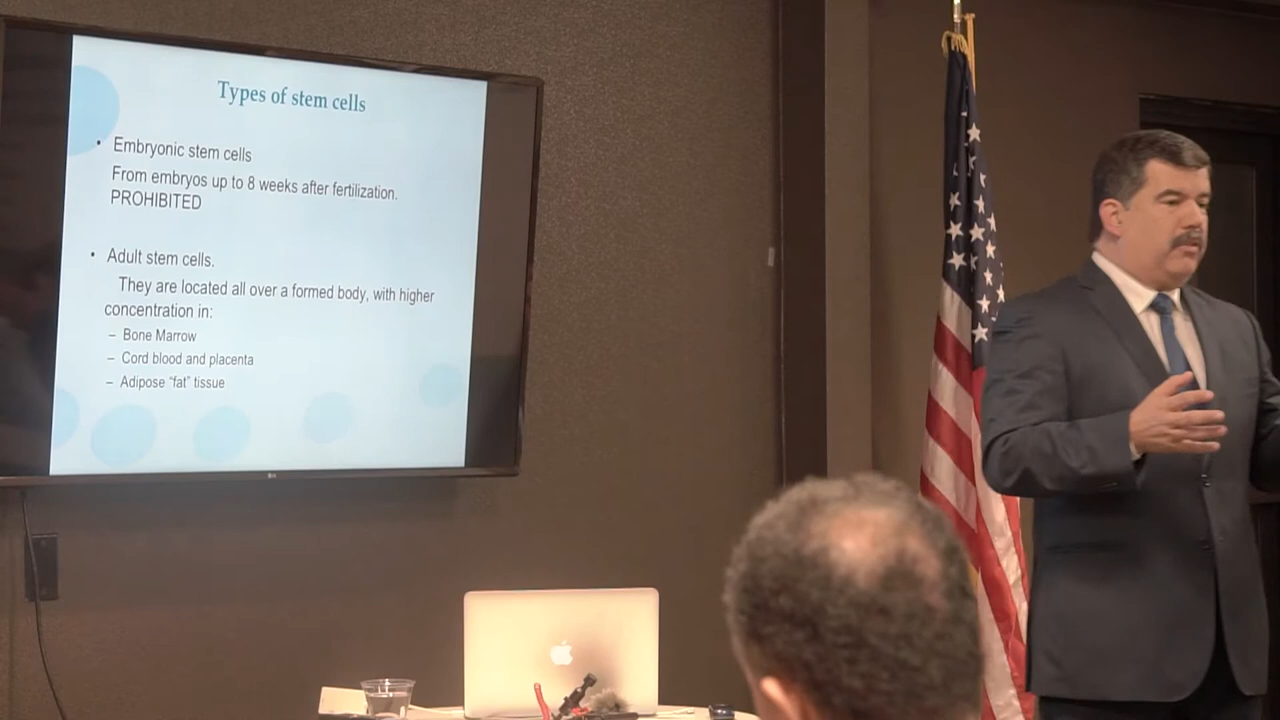 Types of stem cells
• Embryonic stem cells
From embryos up to 8 weeks after fertilization.
PROHIBITED
• Adult stem cells.
They are located all over a formed body, with higher
concentration in:
– Bone Marrow
– Cord blood and placenta
– Adipose “fat” tissue